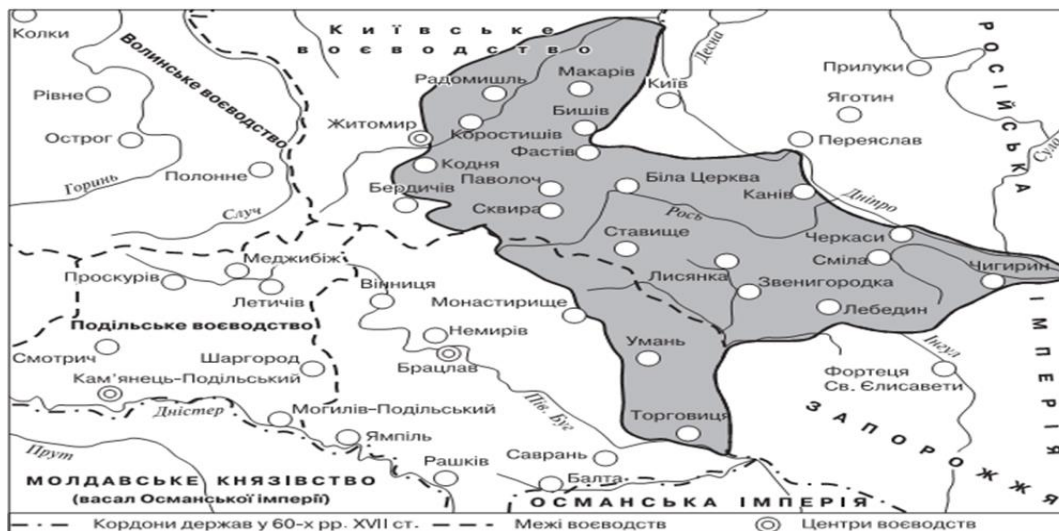 Колки
Київське
воєводство
Волинське воєводство
Рівне
Острог
Горинь
Полонне
Случ
Радомишль
Макарів
Десна
Київ
Прилуки
Яготин
Переяслав
Сула
РОСІЙСЬКА
ІМПЕРІЯ
Житомир
Коростишів
Бишів
Фастів
Кодня
Бердичів
Паволоч
Сквира
Біла Церква
Рось
Канів
Дніпро
Ставище
Черкаси
Сміла
Чигирин
Лисянка
Звенигородка
Лебедин
Меджибіж
Проскурів
Летичів
Вінниця
Монастирище
Немирів
Подільське воєводство
Смотрич
Шаргород
Брацлав
Кам'янець-Подільський
Умань
Інгул
Фортеця
Св. Єлисавети
ЗАПОРОЖЖЯ
Дністер
Могилів-Подільський
Пів. Буг
Торговиця
Ямпіль
Прут
Рашків
Саврань
Балта
МОЛДАВСЬКЕ КНЯЗІВСТВО
(васал Османської імперії)
ОСМАНСЬКА ІМПЕРІЯ
Кордони держав у 60-х рр. XVII ст.
Межі воєводств
Центри воєводств